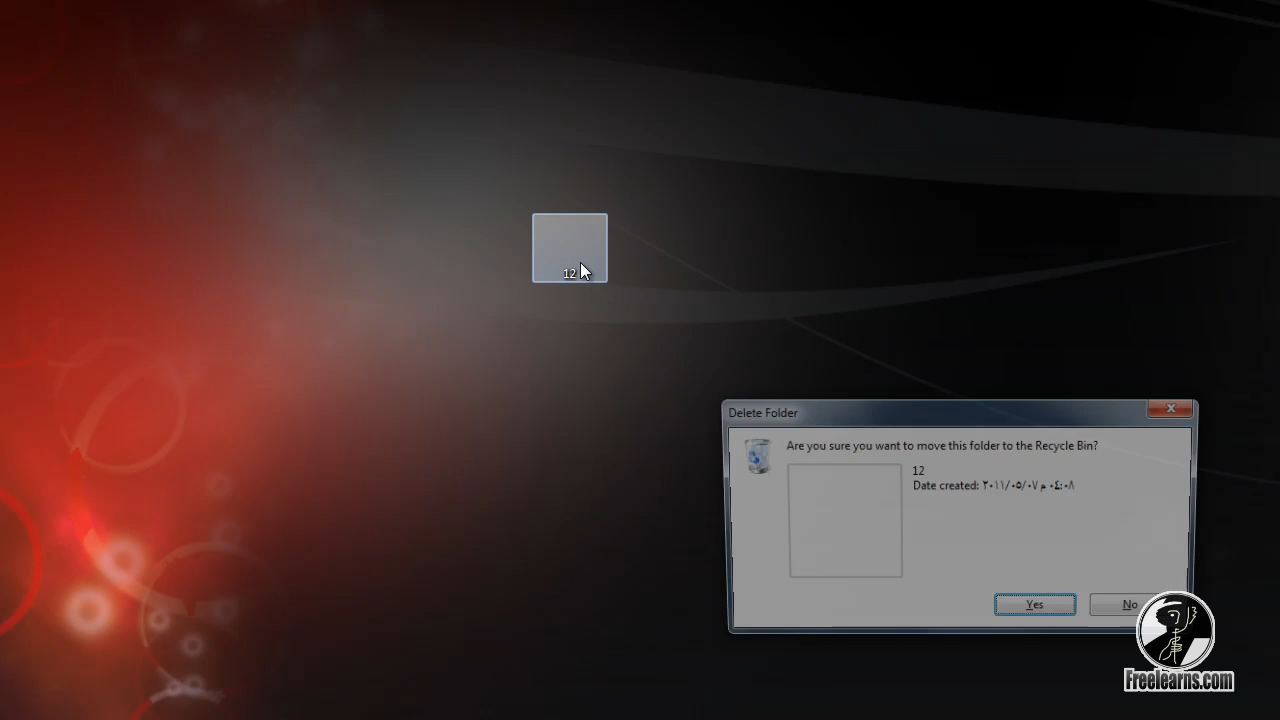 12
Delete Folder
Are you sure you want to move this folder to the Recycle Bin?
12
Date created: ٢٠١١/٠٥/٠٧ م ٠٤:٠٨
Yes
No
Freelearns.com